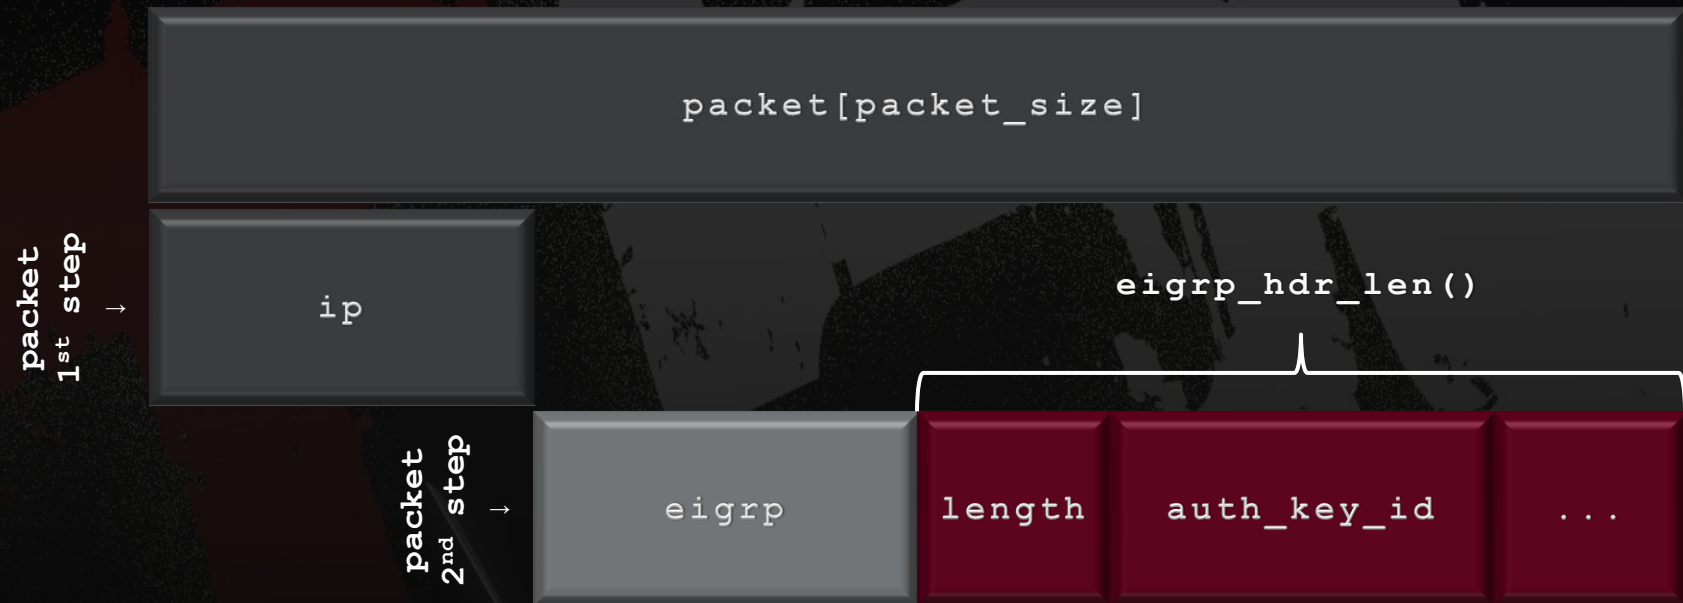 packet[packet_size]
packet
1st step
→
ip
eigrp_hdr_len()
packet
2nd step
→
eigrp
length
auth_key_id
...